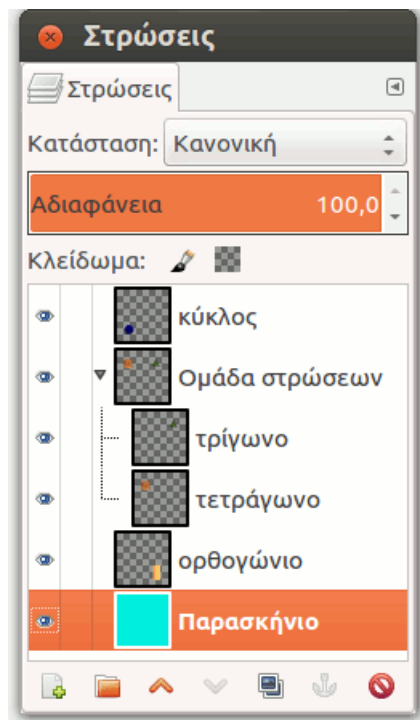 Στρώσεις
Στρώσεις
Κατάσταση: Κανονική
Αδιαφάνεια 100,0
Κλείδωμα:
κύκλος
Ομάδα στρώσεων
τρίγωνο
τετράγωνο
ορθογώνιο
Παρασκήνιο